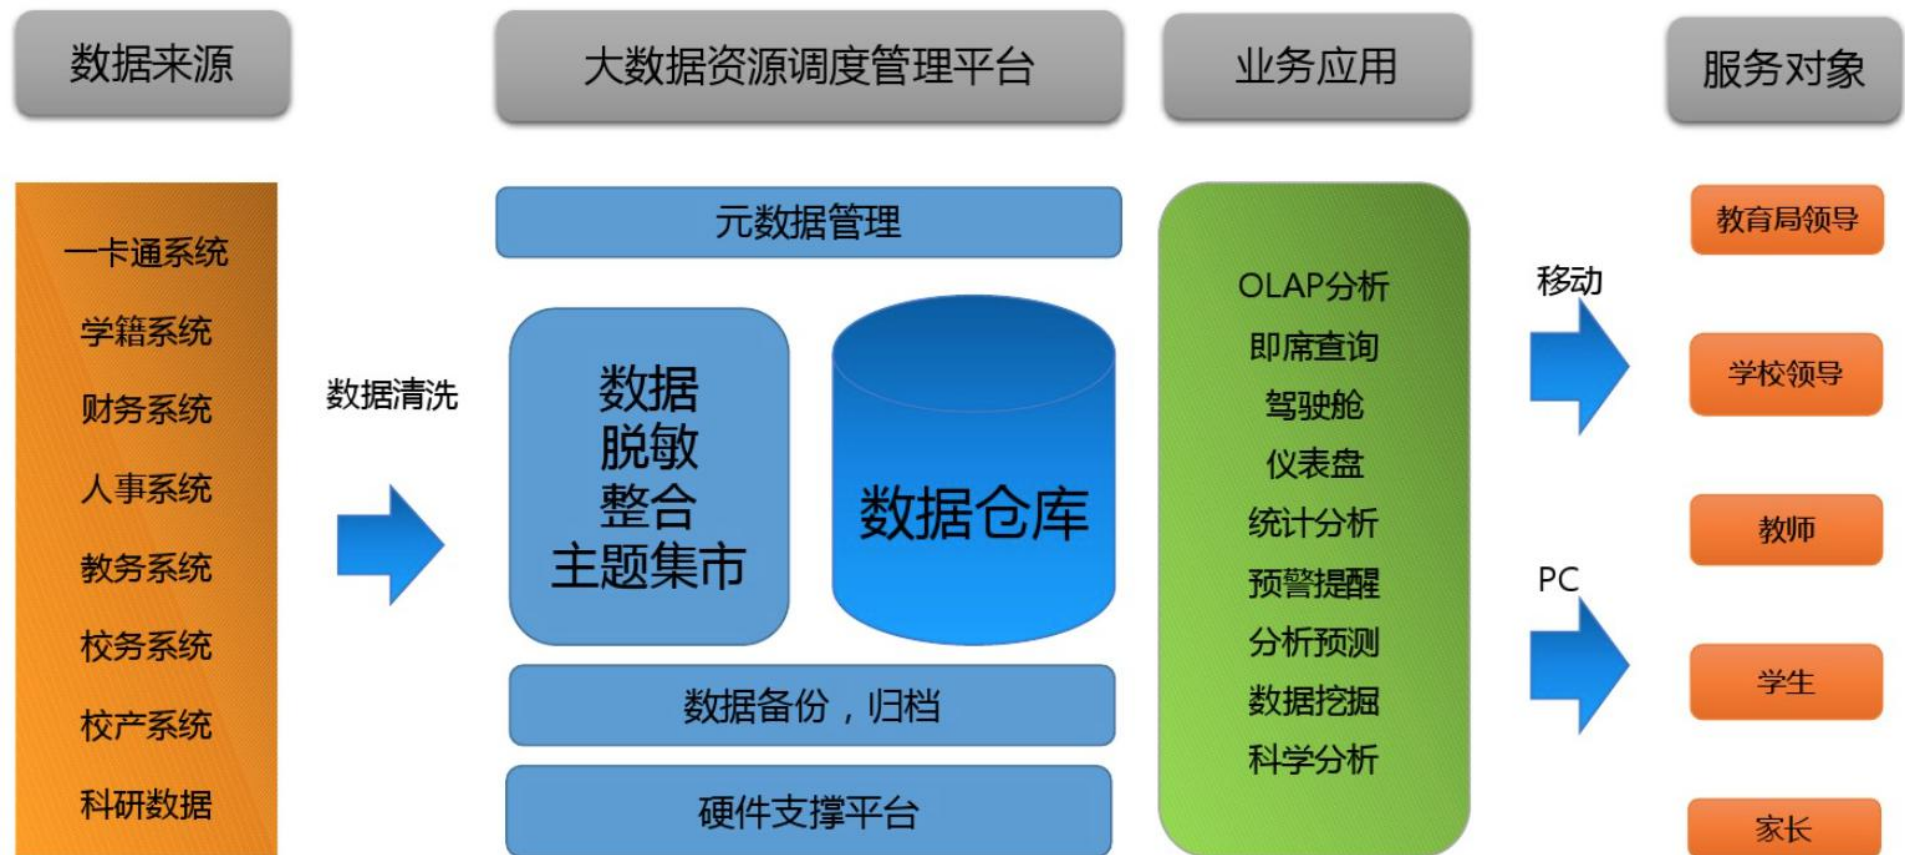 数据来源
大数据资源调度管理平台
业务应用
服务对象
一卡通系统
学籍系统
财务系统
人事系统
教务系统
校务系统
校产系统
科研数据
数据清洗
元数据管理
数据
脱敏
整合
主题集市
数据仓库
数据备份，归档
硬件支撑平台
OLAP分析
即席查询
驾驶舱
仪表盘
统计分析
预警提醒
分析预测
数据挖掘
科学分析
移动
PC
教育局领导
学校领导
教师
学生
家长